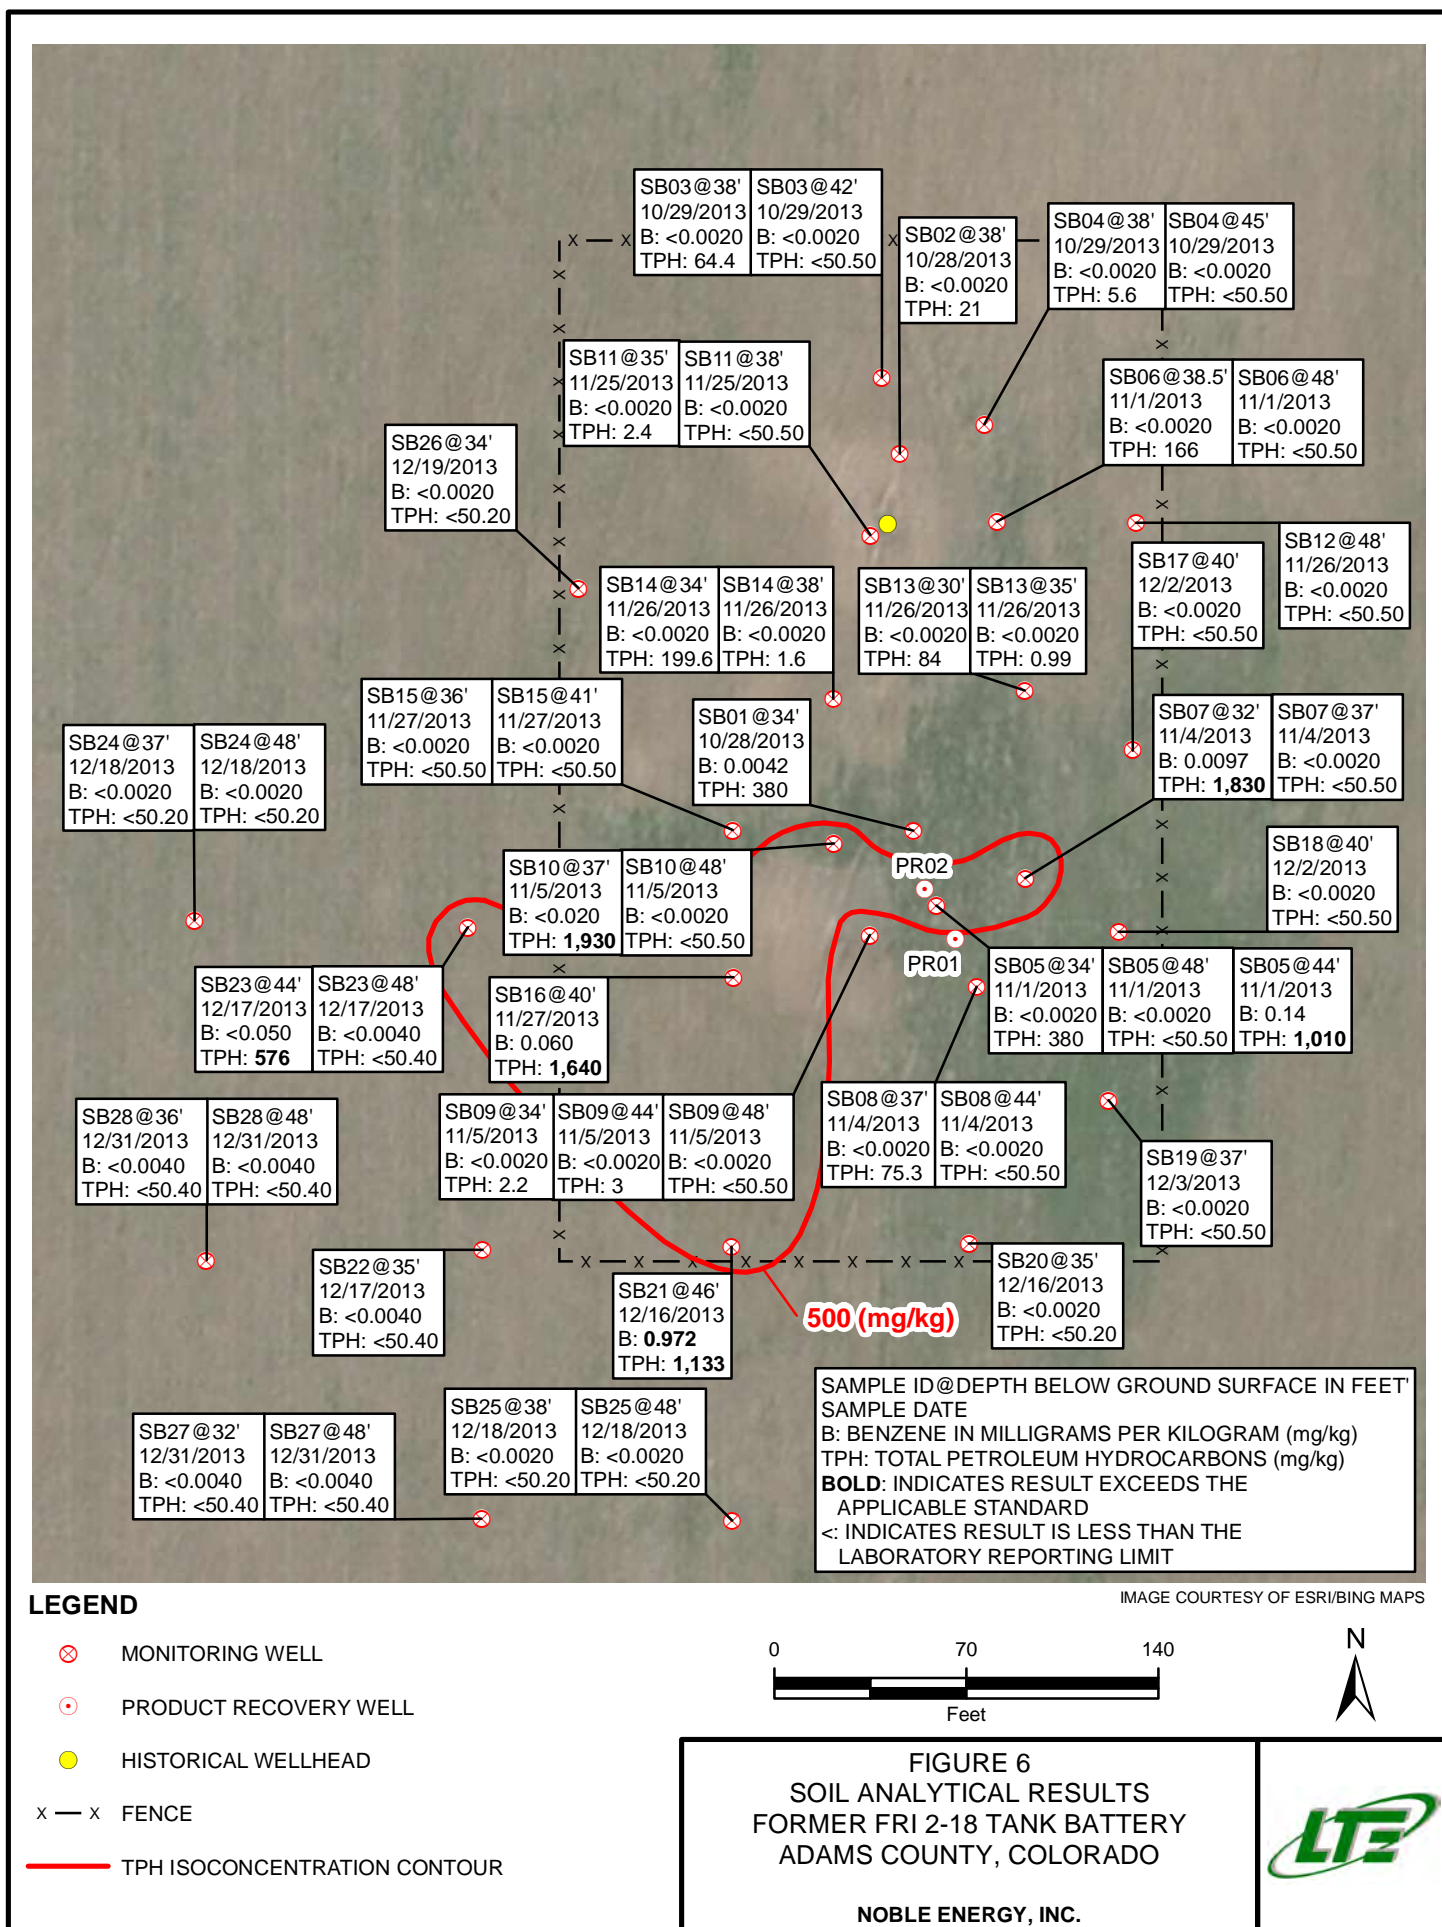 SB03@38'
10/29/2013
B: <0.0020
TPH: 64.4
SB03@42'
10/29/2013
B: <0.0020
TPH: <50.50
SB02@38'
10/28/2013
B: <0.0020
TPH: 21
SB04@38'
10/29/2013
B: <0.0020
TPH: 5.6
SB04@45'
10/29/2013
B: <0.0020
TPH: <50.50
SB11@35'
11/25/2013
B: <0.0020
TPH: 2.4
SB11@38'
11/25/2013
B: <0.0020
TPH: <50.50
SB06@38.5'
11/1/2013
B: <0.0020
TPH: 166
SB06@48'
11/1/2013
B: <0.0020
TPH: <50.50
SB26@34'
12/19/2013
B: <0.0020
TPH: <50.20
SB12@48'
11/26/2013
B: <0.0020
TPH: <50.50
SB17@40'
12/2/2013
B: <0.0020
TPH: <50.50
SB14@34'
11/26/2013
B: <0.0020
TPH: 199.6
SB14@38'
11/26/2013
B: <0.0020
TPH: 1.6
SB13@30'
11/26/2013
B: <0.0020
TPH: 84
SB13@35'
11/26/2013
B: <0.0020
TPH: 0.99
SB15@36'
11/27/2013
B: <0.0020
TPH: <50.50
SB15@41'
11/27/2013
B: <0.0020
TPH: <50.50
SB01@34'
10/28/2013
B: 0.0042
TPH: 380
SB07@32'
11/4/2013
B: 0.0097
TPH: 1,830
SB07@37'
11/4/2013
B: <0.0020
TPH: <50.50
SB24@37'
12/18/2013
B: <0.0020
TPH: <50.20
SB24@48'
12/18/2013
B: <0.0020
TPH: <50.20
SB18@40'
12/2/2013
B: <0.0020
TPH: <50.50
SB10@37'
11/5/2013
B: <0.020
TPH: 1,930
SB10@48'
11/5/2013
B: <0.0020
TPH: <50.50
PR02
PR01
SB05@34'
11/1/2013
B: <0.0020
TPH: 380
SB05@48'
11/1/2013
B: <0.0020
TPH: <50.50
SB05@44'
11/1/2013
B: 0.14
TPH: 1,010
SB23@44'
12/17/2013
B: <0.050
TPH: 576
SB23@48'
12/17/2013
B: <0.0040
TPH: <50.40
SB16@40'
11/27/2013
B: 0.060
TPH: 1,640
SB09@34'
11/5/2013
B: <0.0020
TPH: 2.2
SB09@44'
11/5/2013
B: <0.0020
TPH: 3
SB09@48'
11/5/2013
B: <0.0020
TPH: <50.50
SB08@37'
11/4/2013
B: <0.0020
TPH: 75.3
SB08@44'
11/4/2013
B: <0.0020
TPH: <50.50
SB28@36'
12/31/2013
B: <0.0040
TPH: <50.40
SB28@48'
12/31/2013
B: <0.0040
TPH: <50.40
SB19@37'
12/3/2013
B: <0.0020
TPH: <50.50
SB22@35'
12/17/2013
B: <0.0040
TPH: <50.40
SB21@46'
12/16/2013
B: 0.972
TPH: 1,133
SB20@35'
12/16/2013
B: <0.0020
TPH: <50.20
500 (mg/kg)
SB27@32'
12/31/2013
B: <0.0040
TPH: <50.40
SB27@48'
12/31/2013
B: <0.0040
TPH: <50.40
SB25@38'
12/18/2013
B: <0.0020
TPH: <50.20
SB25@48'
12/18/2013
B: <0.0020
TPH: <50.20
SAMPLE ID@DEPTH BELOW GROUND SURFACE IN FEET'
SAMPLE DATE
B: BENZENE IN MILLIGRAMS PER KILOGRAM (mg/kg)
TPH: TOTAL PETROLEUM HYDROCARBONS (mg/kg)
BOLD: INDICATES RESULT EXCEEDS THE
APPLICABLE STANDARD
<: INDICATES RESULT IS LESS THAN THE
LABORATORY REPORTING LIMIT
IMAGE COURTESY OF ESRI/BING MAPS
LEGEND
MONITORING WELL
PRODUCT RECOVERY WELL
HISTORICAL WELLHEAD
X — X FENCE
TPH ISOCONCENTRATION CONTOUR
0 70 140
Feet
N
FIGURE 6
SOIL ANALYTICAL RESULTS
FORMER FRI 2-18 TANK BATTERY
ADAMS COUNTY, COLORADO
NOBLE ENERGY, INC.
LTE